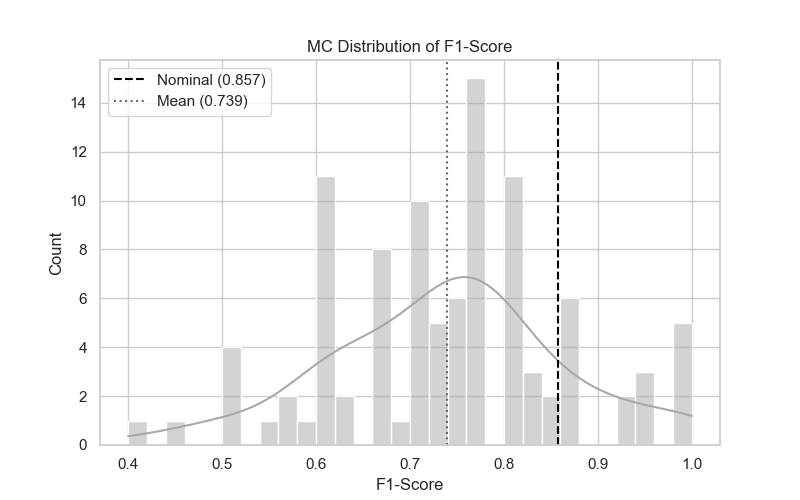 MC Distribution of F1-Score
Nominal (0.857)
Mean (0.739)
Count
14
12
10
8
6
4
2
0
0.4 0.5 0.6 0.7 0.8 0.9 1.0
F1-Score